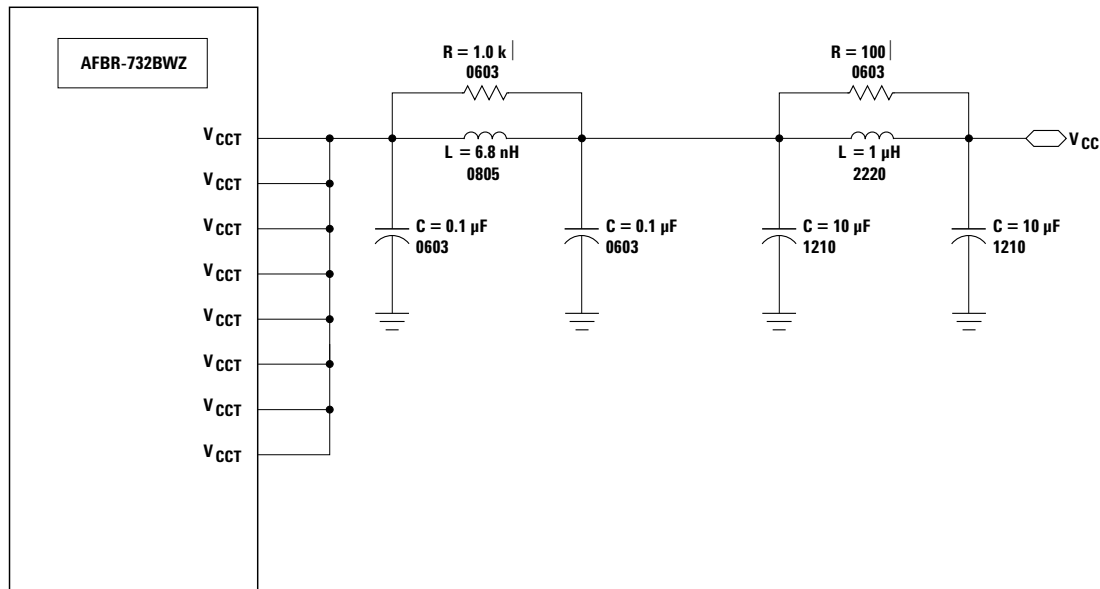 AFBR-732BWZ
R = 1.0 k|
0603
R = 100|
0603
V CCT
L = 6.8 nH
0805
L = 1 µH
2220
V CC
V CCT
V CCT
C = 0.1 µF
0603
C = 0.1 µF
0603
C = 10 µF
1210
C = 10 µF
1210
V CCT
V CCT
V CCT
V CCT
V CCT